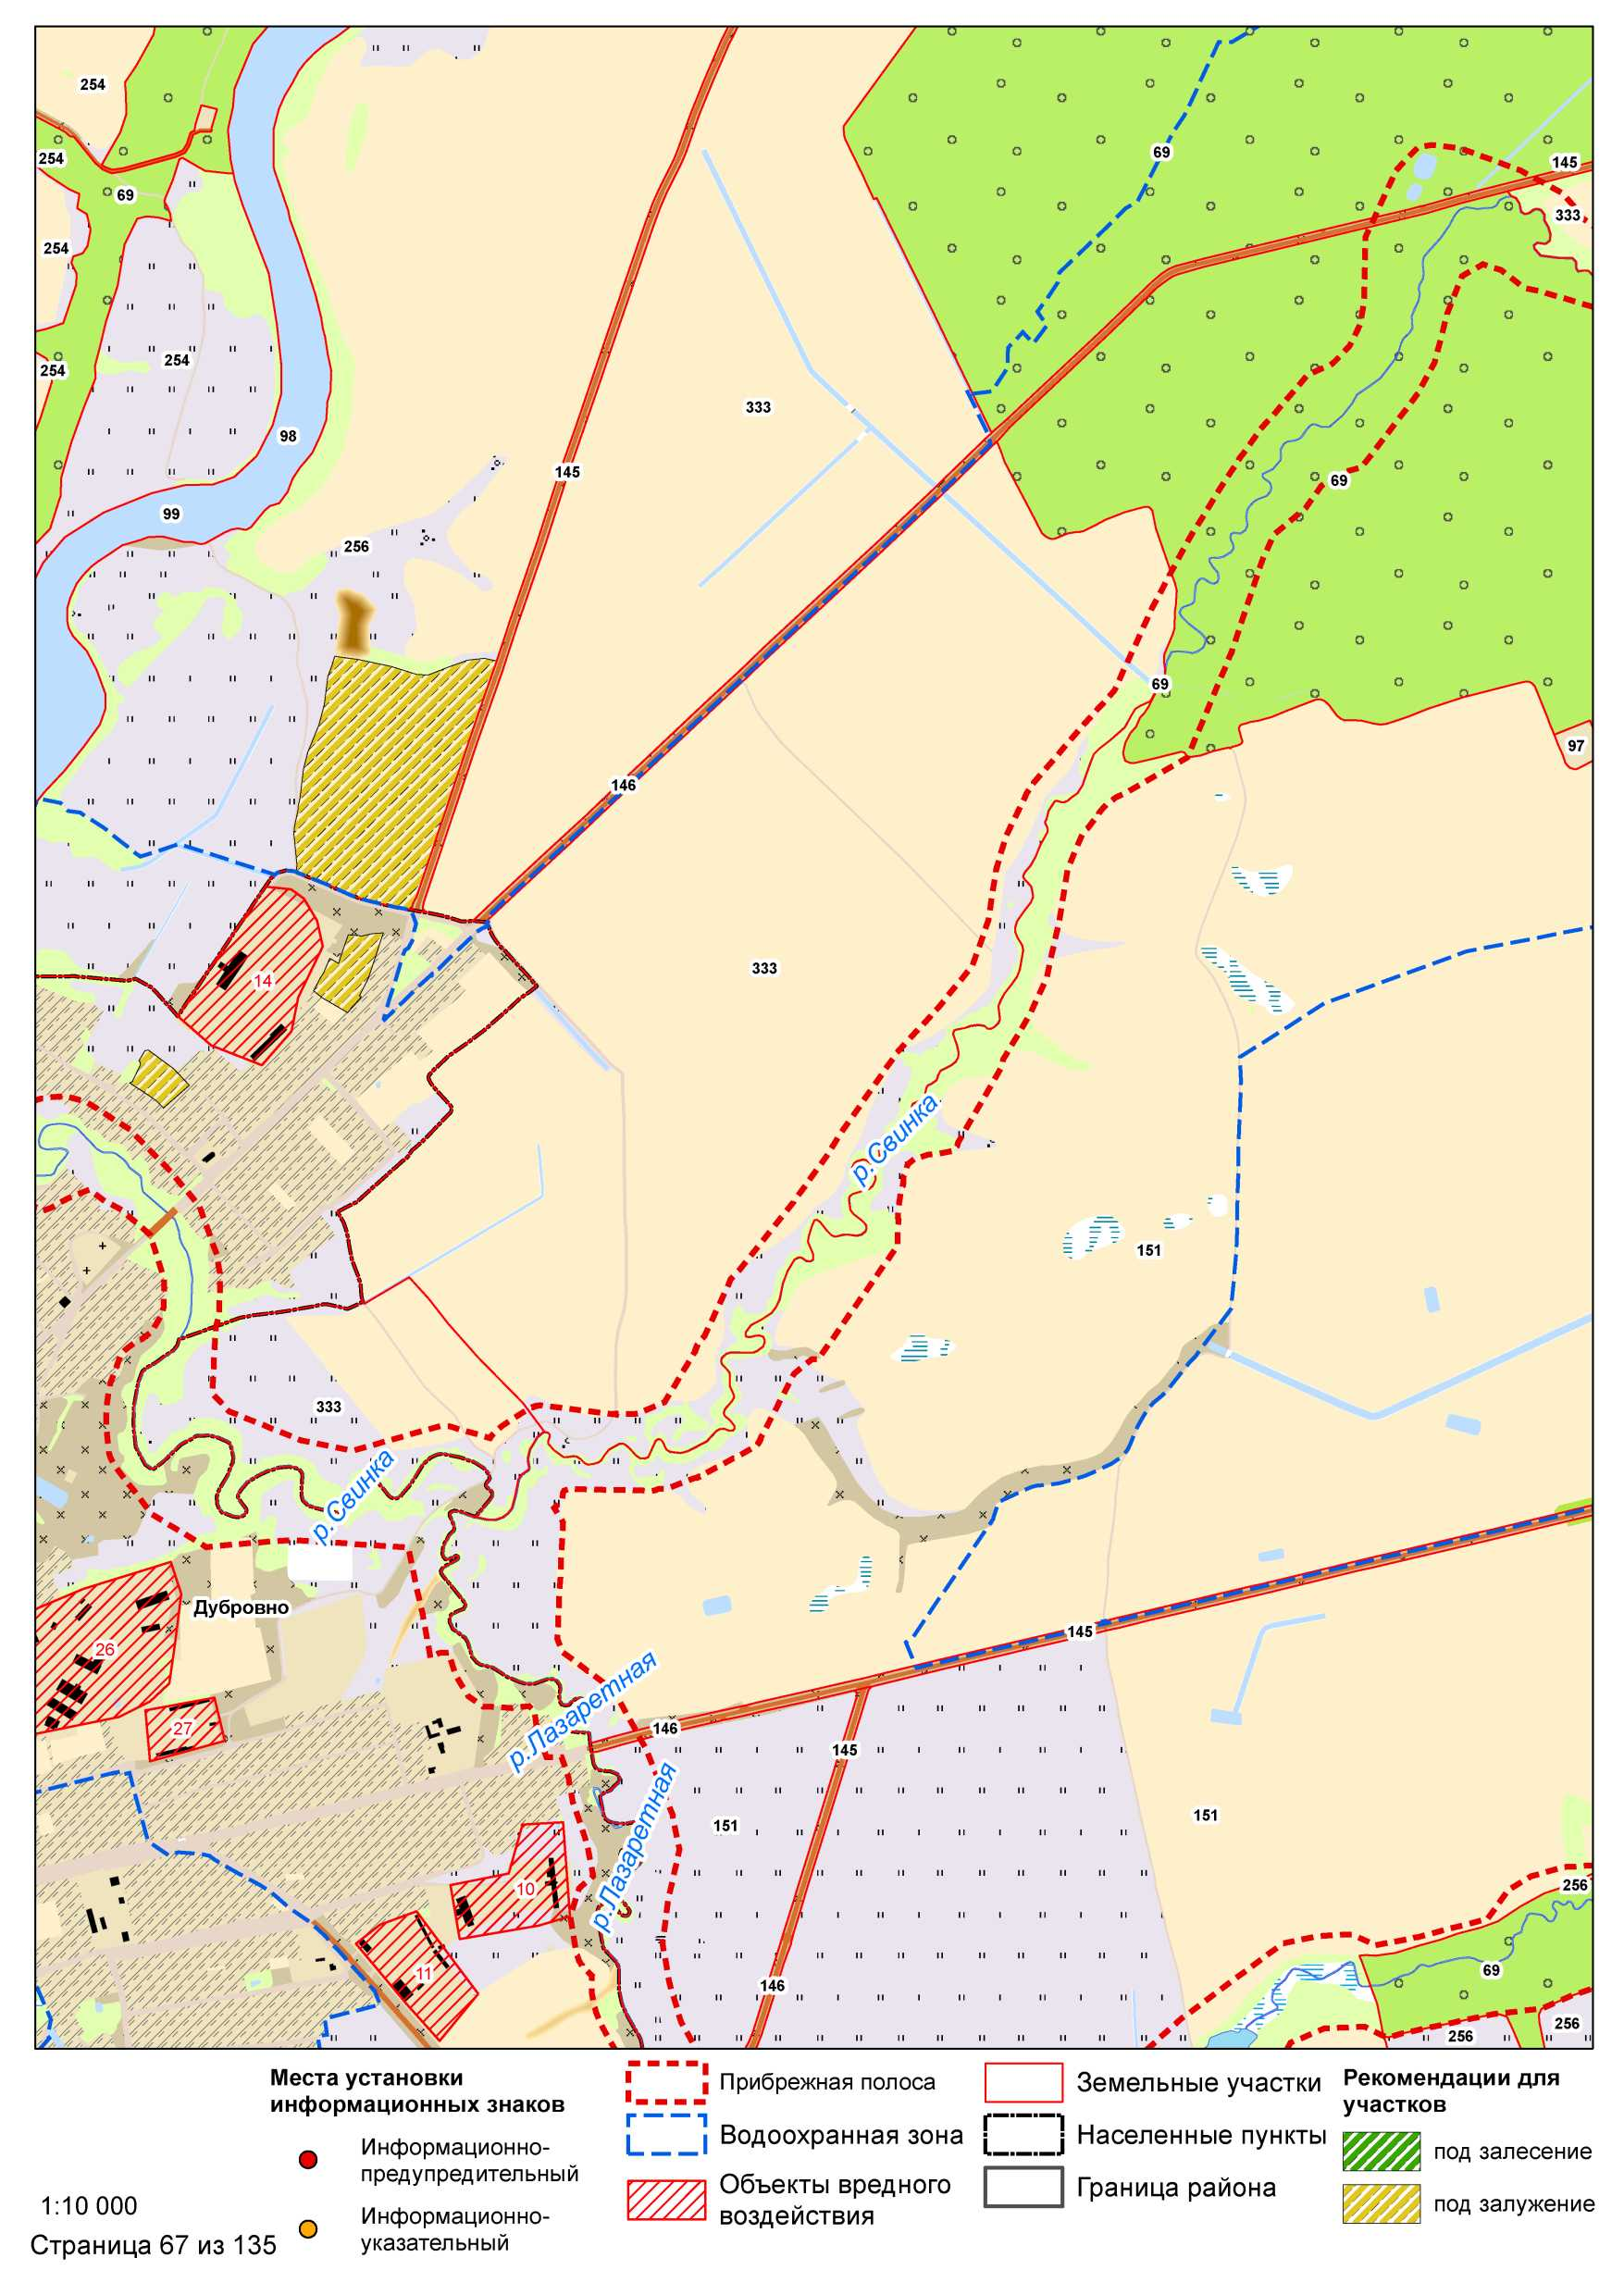 254
254
69
254
254
254
98
99
256
145
333
146
69
145
333
69
69
97
14
333
р.Свинка
151
333
р.Свинка
Дубровно
26
27
р.Лазаретная
146
145
145
р.Лазаретная
151
151
10
11
146
256
69
256
256
Места установки
информационных знаков
Информационно-
предупредительный
Информационно-
указательный
1:10 000
Страница 67 из 135
Прибрежная полоса
Водоохранная зона
Объекты вредного
воздействия
Земельные участки
Населенные пункты
Граница района
Рекомендации для
участков
под залесение
под залужение